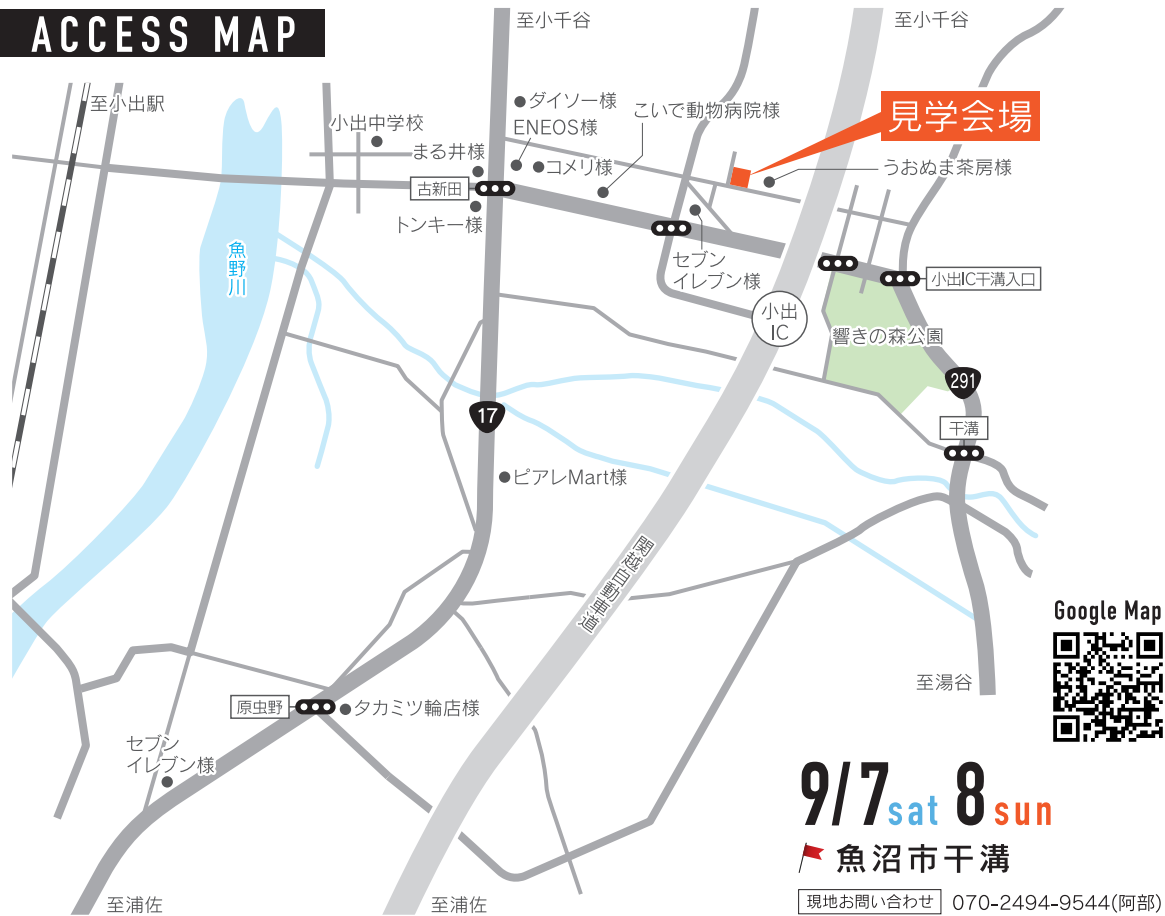 ACCESS MAP
至小千谷
至小千谷
至小出駅
ダイソー様
こいで動物病院様
見学会場
小出中学校
ENEOS様
まる井様
コメリ様
うおぬま茶房様
古新田
トンキー様
魚野川
セブン
イレブン様
小出IC干溝入口
小出
IC
響きの森公園
291
17
干溝
ピアレMart様
関越自動車道
Google Map
至湯谷
原虫野
タカミツ輪店様
セブン
イレブン様
9/7sat 8sun
魚沼市干溝
至浦佐
至浦佐
現地お問い合わせ 070-2494-9544(阿部)